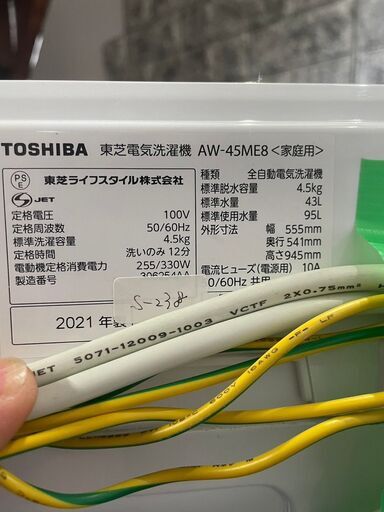 TOSHIBA 東芝電気洗濯機 AW-45ME8<家庭用>
PS E
JET
東芝ライフスタイル株式会社
定格電圧 100V
定格周波数 50/60Hz
標準洗濯容量 4.5kg
定格時間 洗いのみ 12分
電動機定格消費電力 255/330W
製造番号
種類 全自動電気洗濯機
標準脱水容量 4.5kg
標準水量 43L
標準使用水量 95L
外形寸法 幅 555mm
奥行 541mm
高さ 945mm
電流ヒューズ(電源用) 10A
0/60Hz 共用
S-238
2021 年製
JET 5071-12009-1003 VCTF 2X0.75mm²